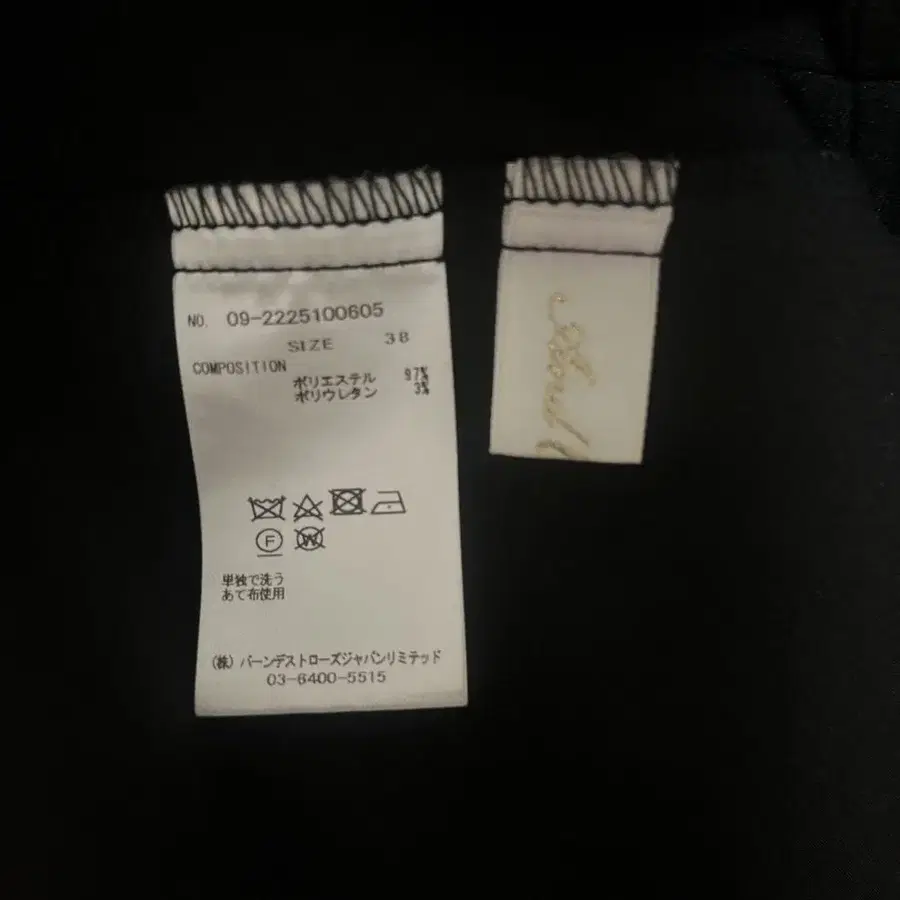 NO. 09-2225100605
SIZE 38
COMPOSITION
ポリエステル 97%
ポリウレタン 3%
F W
単独で洗う
あて布使用
(株) バーンデストローズジャパンリミテッド
03-6400-5515